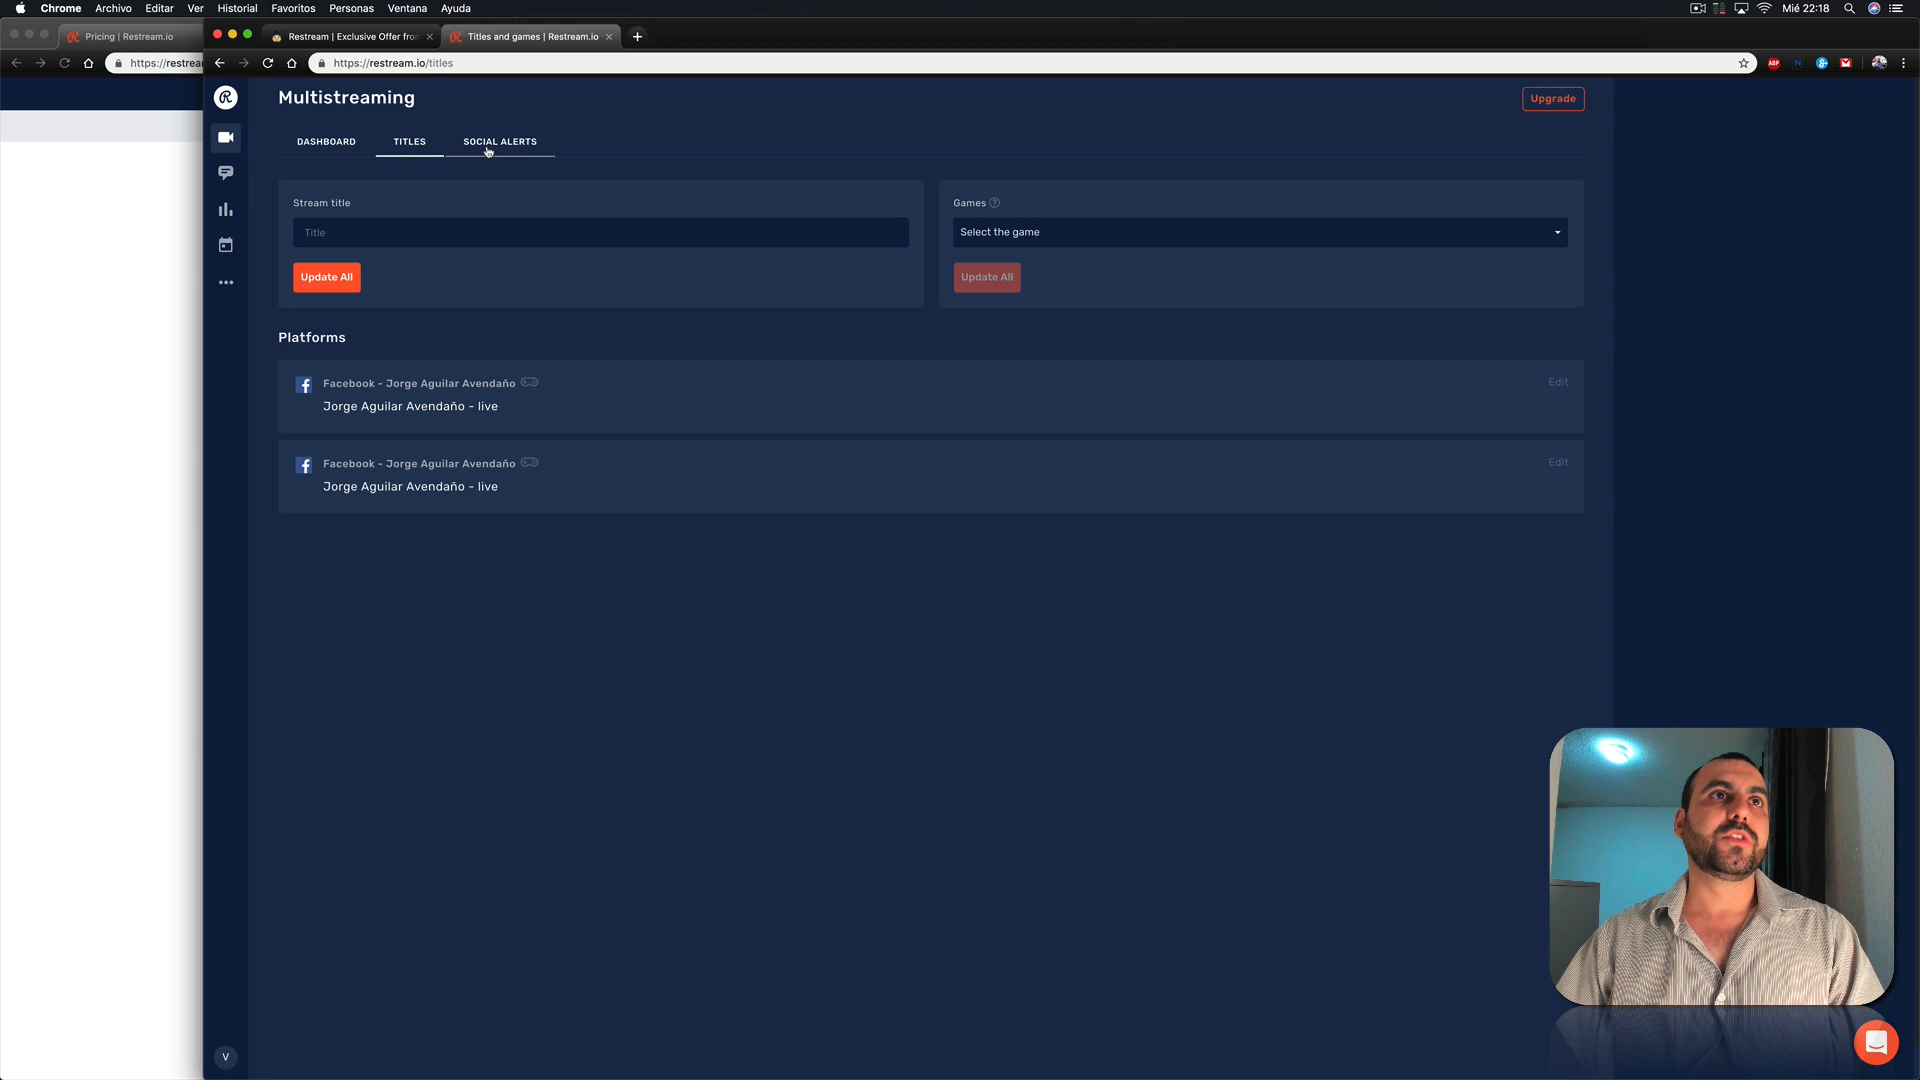 Chrome Archivo Editar Ver Historial Favoritos Personas Ventana Ayuda Mié 22:18
Pricing | Restream.io
Restream | Exclusive Offer fro
Titles and games | Restream.io
https://restrea
https://restream.io/titles
ABP
Multistreaming
Upgrade
DASHBOARD TITLES SOCIAL ALERTS
Stream title
Title
Update All
Games ?
Select the game
Update All
Platforms
Facebook - Jorge Aguilar Avendaño
Edit
Jorge Aguilar Avendaño - live
Facebook - Jorge Aguilar Avendaño
Edit
Jorge Aguilar Avendaño - live
V